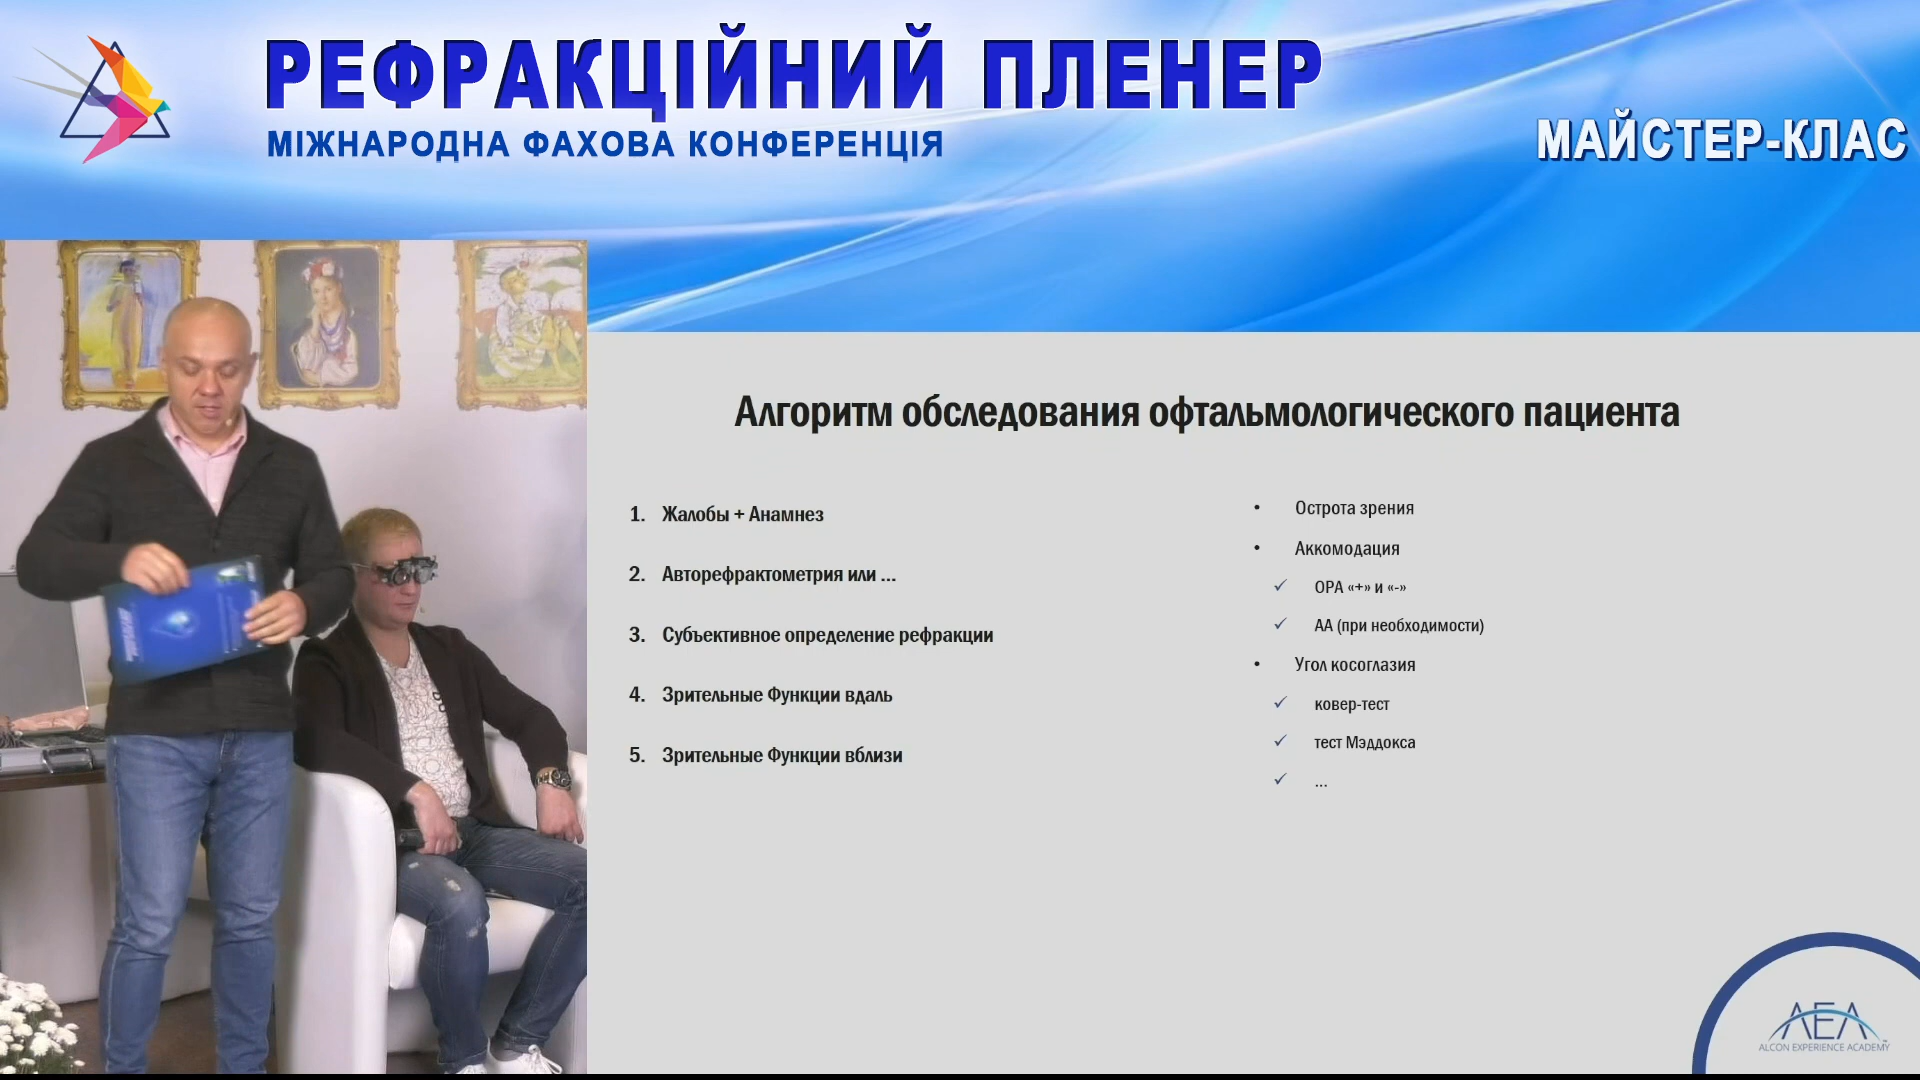 РЕФРАКЦІЙНИЙ ПЛЕНЕР
МІЖНАРОДНА ФАХОВА КОНФЕРЕНЦІЯ
МАЙСТЕР-КЛАС
Алгоритм обследования офтальмологического пациента
1. Жалобы + Анамнез
2. Авторефрактометрия или ...
3. Субъективное определение рефракции
4. Зрительные Функции вдаль
5. Зрительные Функции вблизи
• Острота зрения
• Аккомодация
✓ ОРА «+» и «-»
✓ АА (при необходимости)
• Угол косоглазия
✓ ковер-тест
✓ тест Мэддокса
✓ ...
AEA
ALCON EXPERIENCE ACADEMY